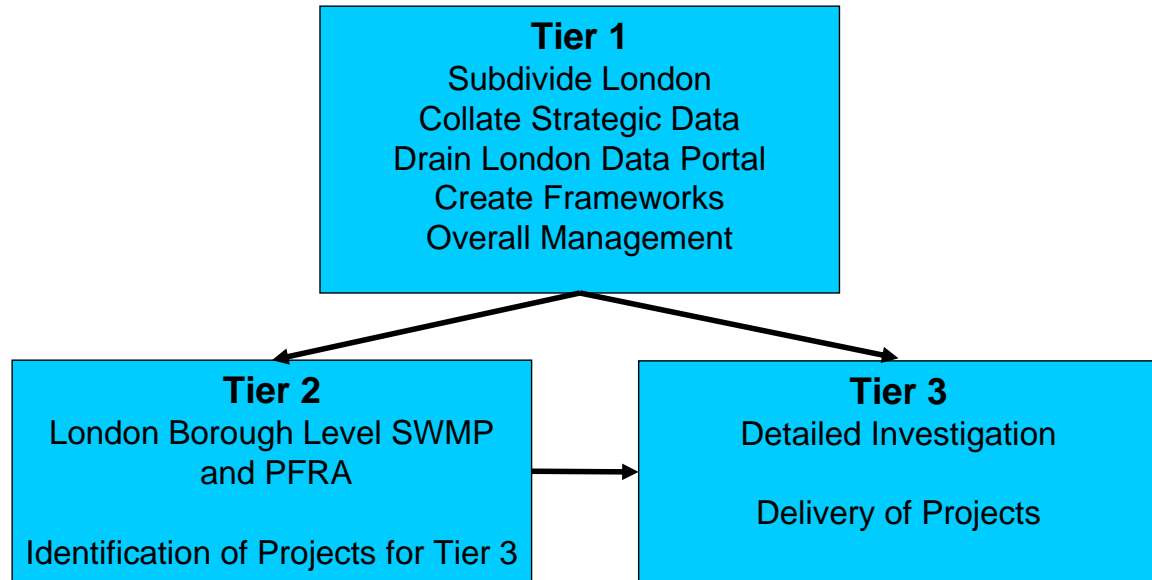 Tier 1
Subdivide London
Collate Strategic Data
Drain London Data Portal
Create Frameworks
Overall Management
Tier 2
London Borough Level SWMP
and PFRA
Identification of Projects for Tier 3
Tier 3
Detailed Investigation
Delivery of Projects